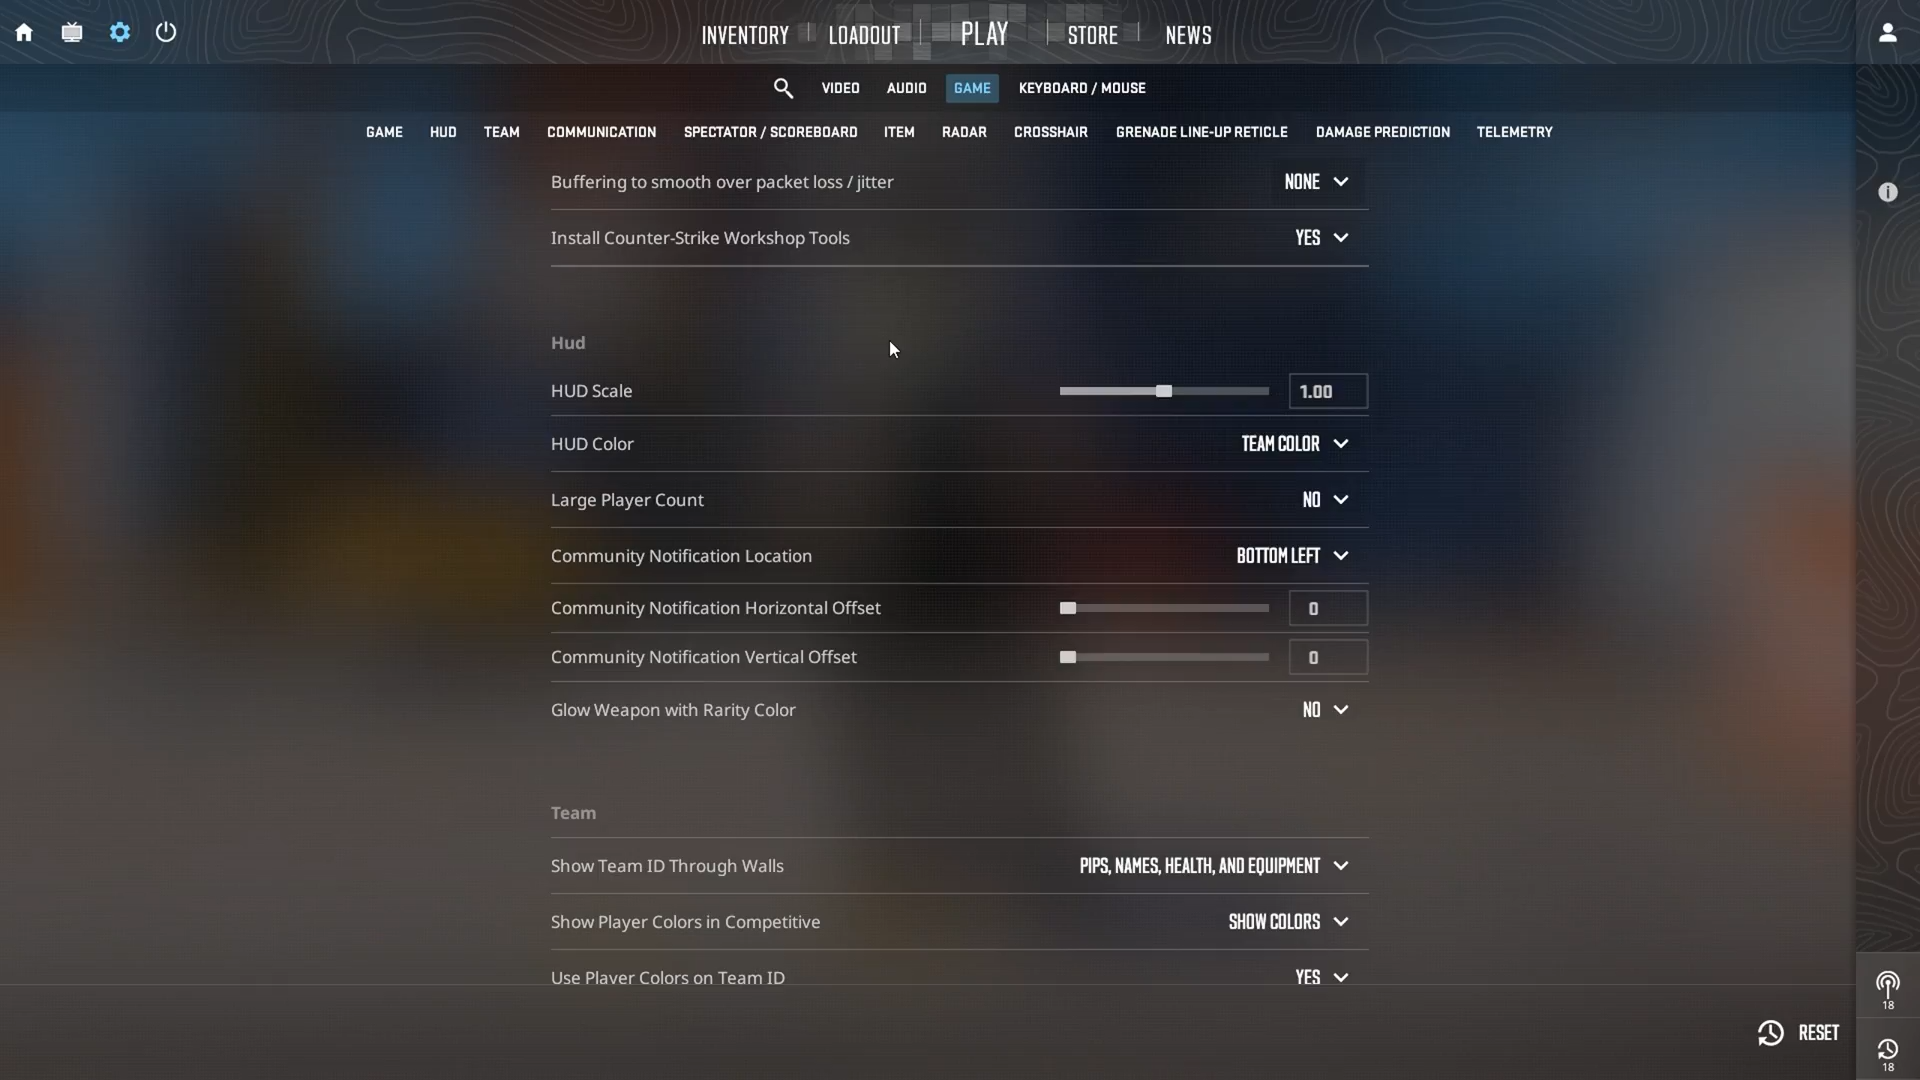 INVENTORY
LOADOUT
PLAY
STORE
NEWS
VIDEO
AUDIO
GAME
KEYBOARD / MOUSE
GAME
HUD
TEAM
COMMUNICATION
SPECTATOR / SCOREBOARD
ITEM
RADAR
CROSSHAIR
GRENADE LINE-UP RETICLE
DAMAGE PREDICTION
TELEMETRY
Buffering to smooth over packet loss / jitter NONE
Install Counter-Strike Workshop Tools YES
Hud
HUD Scale 1.00
HUD Color TEAM COLOR
Large Player Count NO
Community Notification Location BOTTOM LEFT
Community Notification Horizontal Offset 0
Community Notification Vertical Offset 0
Glow Weapon with Rarity Color NO
Team
Show Team ID Through Walls PIPS, NAMES, HEALTH, AND EQUIPMENT
Show Player Colors in Competitive SHOW COLORS
Use Player Colors on Team ID YES
18
RESET
18